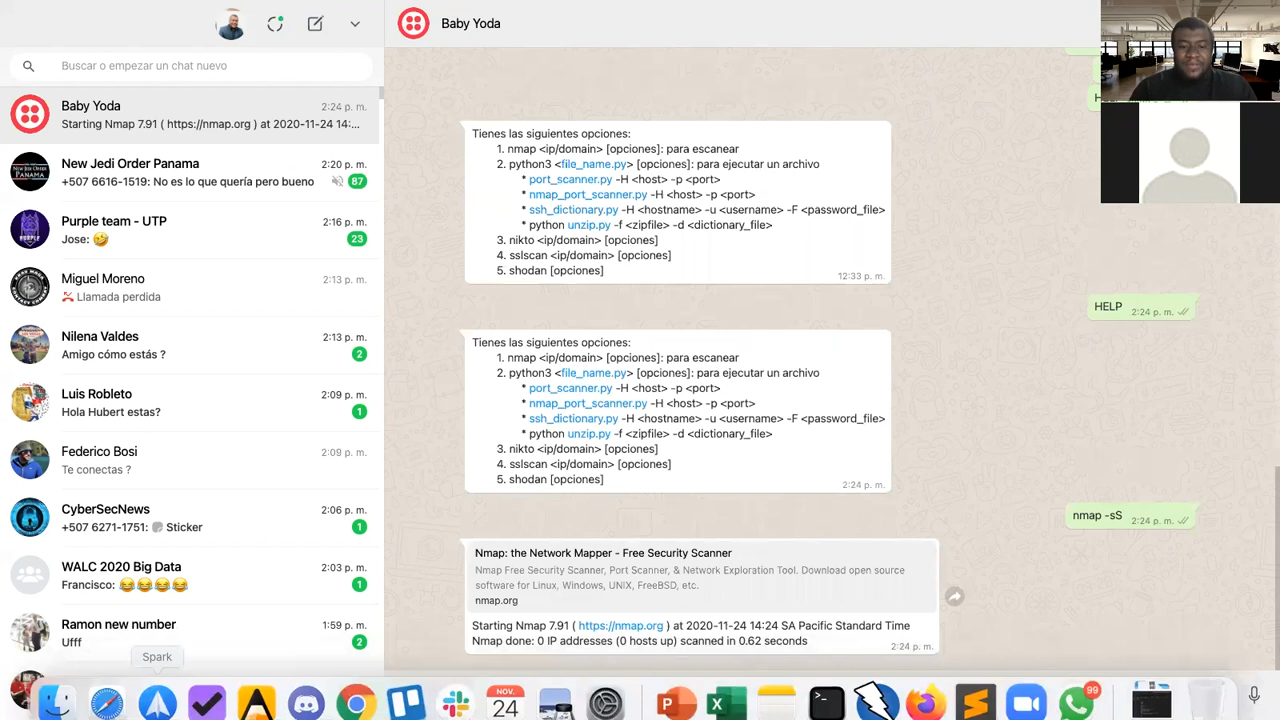 Baby Yoda
Buscar o empezar un chat nuevo
Baby Yoda 2:24 p. m.
Starting Nmap 7.91 ( https://nmap.org ) at 2020-11-24 14:...
New Jedi Order Panama 2:20 p. m.
+507 6616-1519: No es lo que quería pero bueno 87
Purple team - UTP 2:16 p. m.
Jose: 🤣 23
Miguel Moreno 2:13 p. m.
Llamada perdida
Nilena Valdes 2:13 p. m.
Amigo cómo estás ? 2
Luis Robleto 2:09 p. m.
Hola Hubert estas? 1
Federico Bosi 2:09 p. m.
Te conectas ?
CyberSecNews 2:06 p. m.
+507 6271-1751: Sticker 1
WALC 2020 Big Data 2:03 p. m.
Francisco: 😂😂😂😂 1
Ramon new number 1:59 p. m.
Ufff 2
Spark
Tienes las siguientes opciones:
1. nmap <ip/domain> [opciones]: para escanear
2. python3 <file_name.py> [opciones]: para ejecutar un archivo
* port_scanner.py -H <host> -p <port>
* nmap_port_scanner.py -H <host> -p <port>
* ssh_dictionary.py -H <hostname> -u <username> -F <password_file>
* python unzip.py -f <zipfile> -d <dictionary_file>
3. nikto <ip/domain> [opciones]
4. sslscan <ip/domain> [opciones]
5. shodan [opciones]
12:33 p. m.
HELP 2:24 p. m.
Tienes las siguientes opciones:
1. nmap <ip/domain> [opciones]: para escanear
2. python3 <file_name.py> [opciones]: para ejecutar un archivo
* port_scanner.py -H <host> -p <port>
* nmap_port_scanner.py -H <host> -p <port>
* ssh_dictionary.py -H <hostname> -u <username> -F <password_file>
* python unzip.py -f <zipfile> -d <dictionary_file>
3. nikto <ip/domain> [opciones]
4. sslscan <ip/domain> [opciones]
5. shodan [opciones]
2:24 p. m.
nmap -sS 2:24 p. m.
Nmap: the Network Mapper - Free Security Scanner
Nmap Free Security Scanner, Port Scanner, & Network Exploration Tool. Download open source
software for Linux, Windows, UNIX, FreeBSD, etc.
nmap.org
Starting Nmap 7.91 ( https://nmap.org ) at 2020-11-24 14:24 SA Pacific Standard Time
Nmap done: 0 IP addresses (0 hosts up) scanned in 0.62 seconds
2:24 p. m.
NOV.
24
99